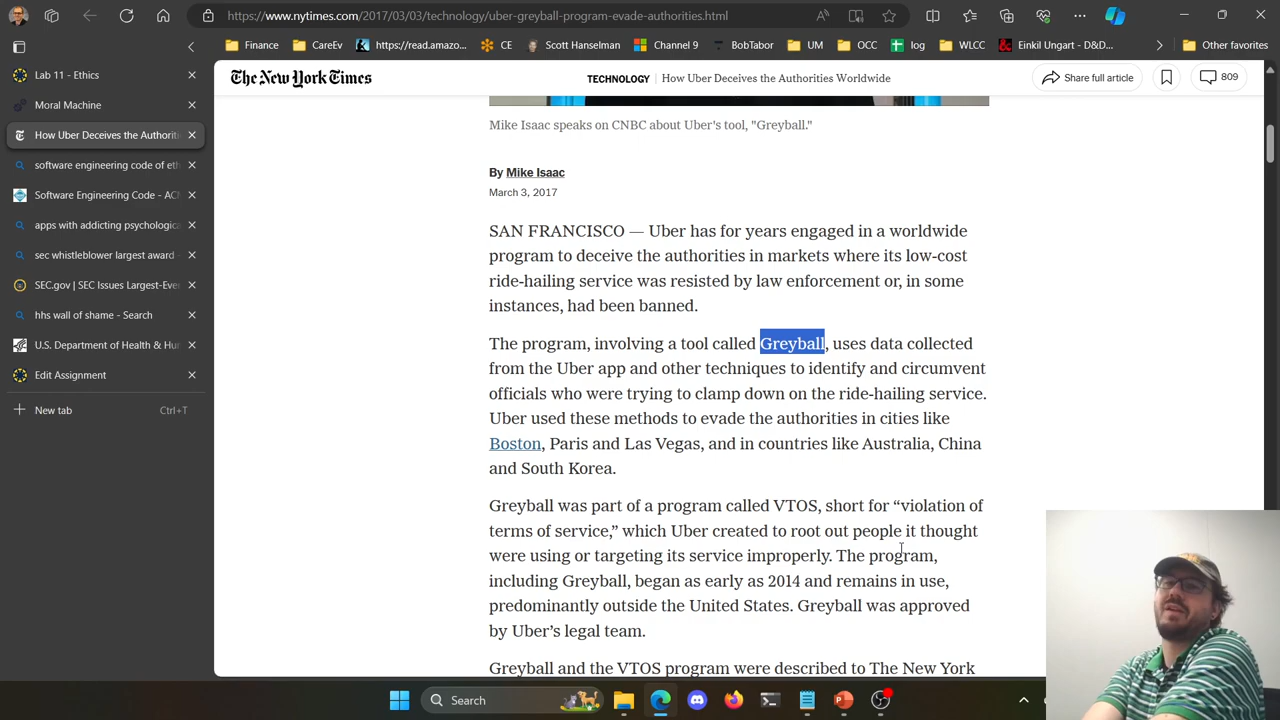 https://www.nytimes.com/2017/03/03/technology/uber-greyball-program-evade-authorities.html
Finance
CareEv
https://read.amazo...
CE
Scott Hanselman
Channel 9
BobTabor
UM
OCC
log
WLCC
Einkil Ungart - D&D...
Other favorites
Lab 11 - Ethics
Moral Machine
How Uber Deceives the Authoriti
software engineering code of eth
Software Engineering Code - ACM
apps with addicting psychologica
sec whistleblower largest award -
SEC.gov | SEC Issues Largest-Eve
hhs wall of shame - Search
U.S. Department of Health & Hu
Edit Assignment
New tab
Ctrl+T
The New York Times
TECHNOLOGY | How Uber Deceives the Authorities Worldwide
Share full article
809
Mike Isaac speaks on CNBC about Uber's tool, "Greyball."
By Mike Isaac
March 3, 2017
SAN FRANCISCO — Uber has for years engaged in a worldwide
program to deceive the authorities in markets where its low-cost
ride-hailing service was resisted by law enforcement or, in some
instances, had been banned.
The program, involving a tool called Greyball, uses data collected
from the Uber app and other techniques to identify and circumvent
officials who were trying to clamp down on the ride-hailing service.
Uber used these methods to evade the authorities in cities like
Boston, Paris and Las Vegas, and in countries like Australia, China
and South Korea.
Greyball was part of a program called VTOS, short for “violation of
terms of service,” which Uber created to root out people it thought
were using or targeting its service improperly. The program,
including Greyball, began as early as 2014 and remains in use,
predominantly outside the United States. Greyball was approved
by Uber’s legal team.
Greyball and the VTOS program were described to The New York
Search